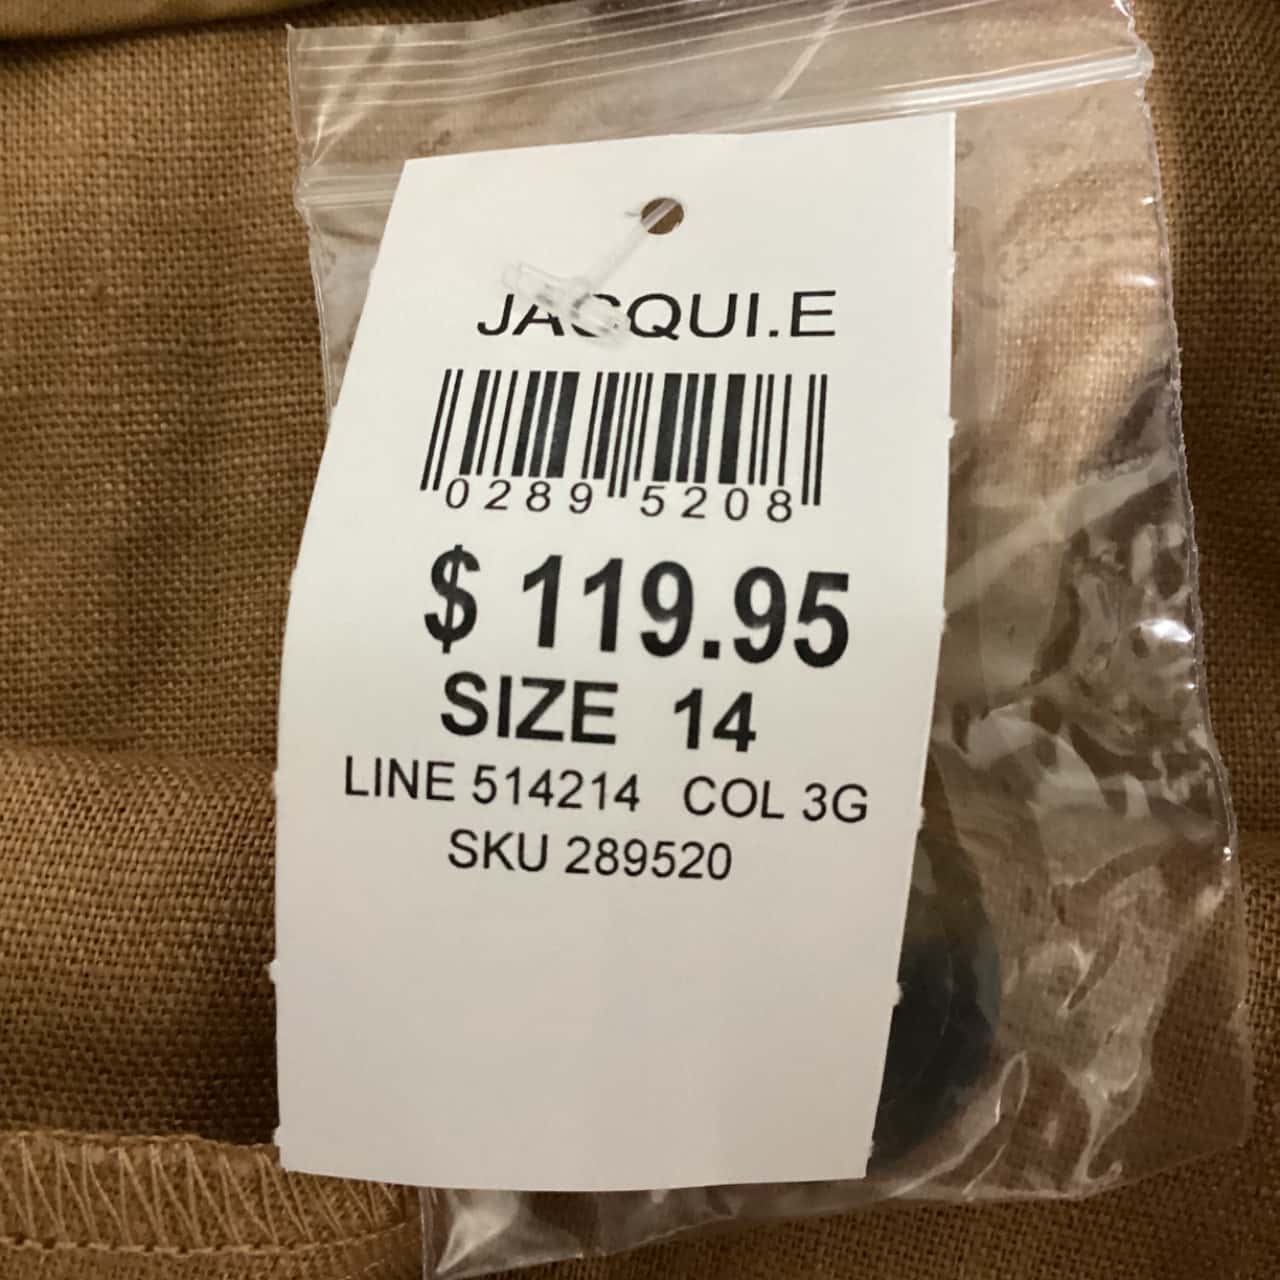 JACQUI.E
0289 5208
$ 119.95
SIZE 14
LINE 514214 COL 3G
SKU 289520